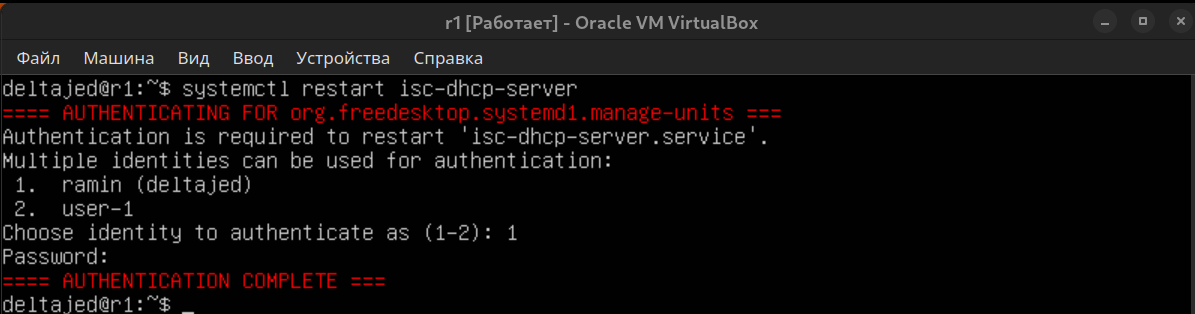 r1 [Работает] - Oracle VM VirtualBox
Файл Машина Вид Ввод Устройства Справка
deltajed@r1:~$ systemctl restart isc-dhcp-server
==== AUTHENTICATING FOR org.freedesktop.systemd1.manage-units ===
Authentication is required to restart 'isc-dhcp-server.service'.
Multiple identities can be used for authentication:
 1.  ramin (deltajed)
 2.  user-1
Choose identity to authenticate as (1-2): 1
Password:
==== AUTHENTICATION COMPLETE ===
deltajed@r1:~$ _